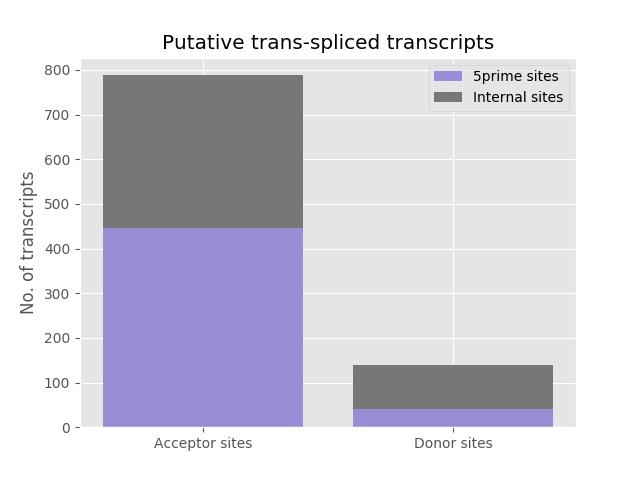 Putative trans-spliced transcripts
5prime sites
Internal sites
No. of transcripts
800
700
600
500
400
300
200
100
0
Acceptor sites
Donor sites